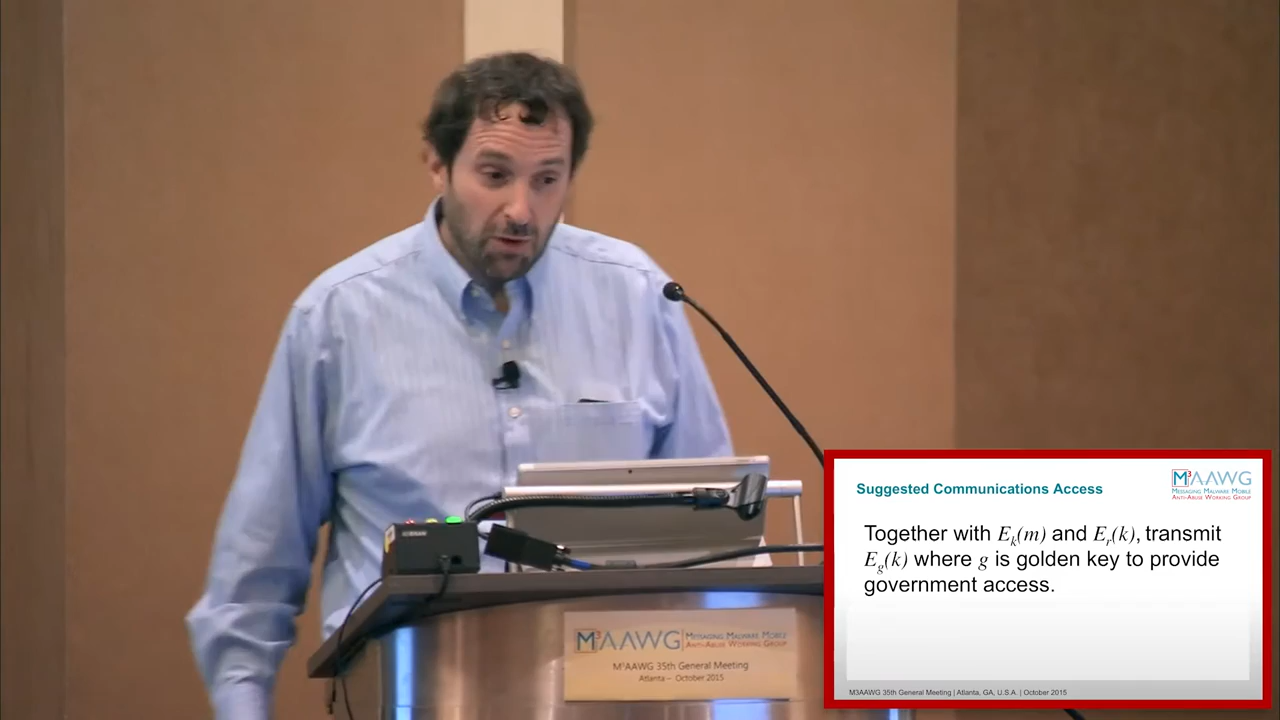 M³AAWG MESSAGING MALWARE MOBILE
ANTI-ABUSE WORKING GROUP
M³AAWG 35th General Meeting
Atlanta – October 2015
M³AAWG
MESSAGING MALWARE MOBILE
ANTI-ABUSE WORKING GROUP
Suggested Communications Access
Together with Eₖ(m) and Eᵣ(k), transmit
E_g(k) where g is golden key to provide
government access.
M3AAWG 35th General Meeting | Atlanta, GA, U.S.A. | October 2015